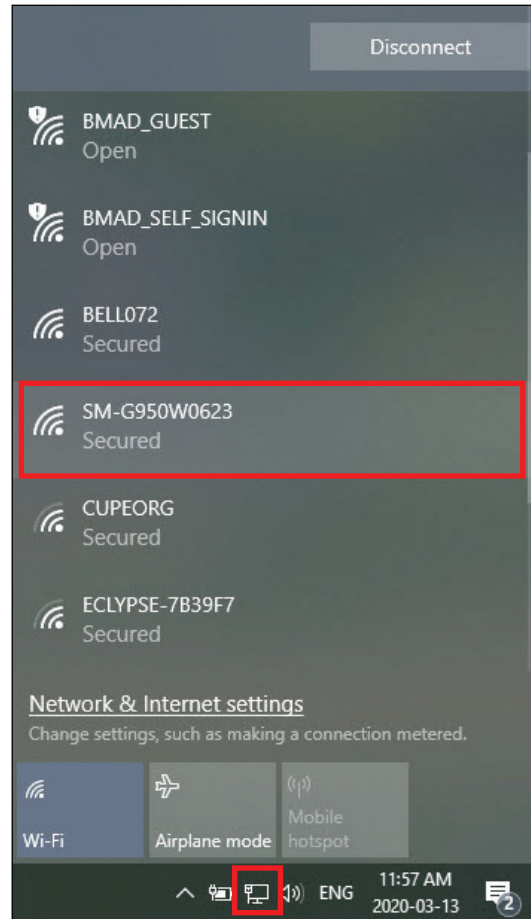 Disconnect
BMAD_GUEST
Open
BMAD_SELF_SIGNIN
Open
BELL072
Secured
SM-G950W0623
Secured
CUPEORG
Secured
ECLYPSE-7B39F7
Secured
Network & Internet settings
Change settings, such as making a connection metered.
Wi-Fi
Airplane mode
Mobile
hotspot
ENG
11:57 AM
2020-03-13
2